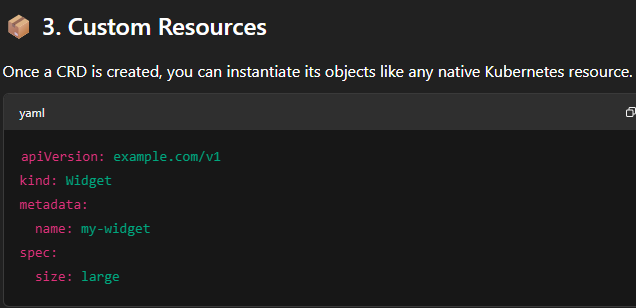 📦 3. Custom Resources
Once a CRD is created, you can instantiate its objects like any native Kubernetes resource.
yaml
apiVersion: example.com/v1
kind: Widget
metadata:
  name: my-widget
spec:
  size: large